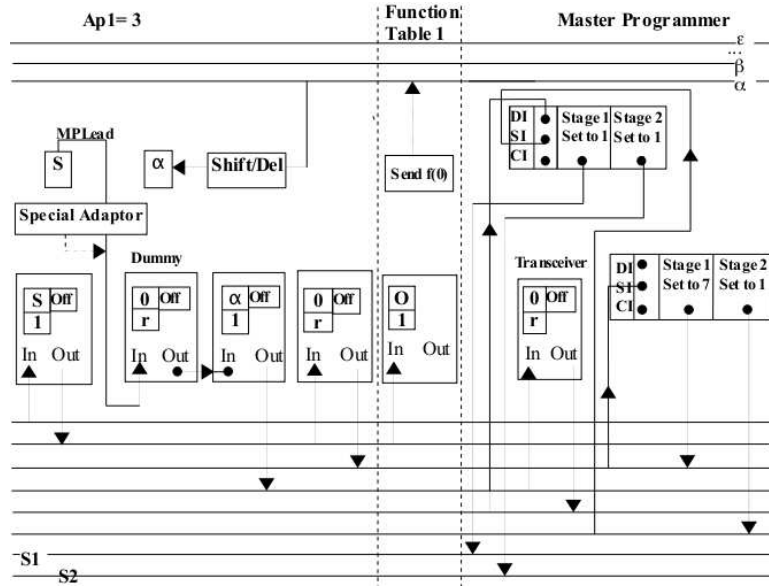 Ap1= 3
Function
Table 1
Master Programmer
ε
...
β
α
MPLead
S
α
Shift/Del
Send f(0)
DI
SI
CI
Stage 1
Set to 1
Stage 2
Set to 1
Special Adaptor
Dummy
Transceiver
S
Off
1
In
Out
0
Off
r
In
Out
α
Off
1
In
Out
0
Off
r
In
Out
O
1
In
Out
0
Off
r
In
Out
DI
SI
CI
Stage 1
Set to 7
Stage 2
Set to 1
S1
S2